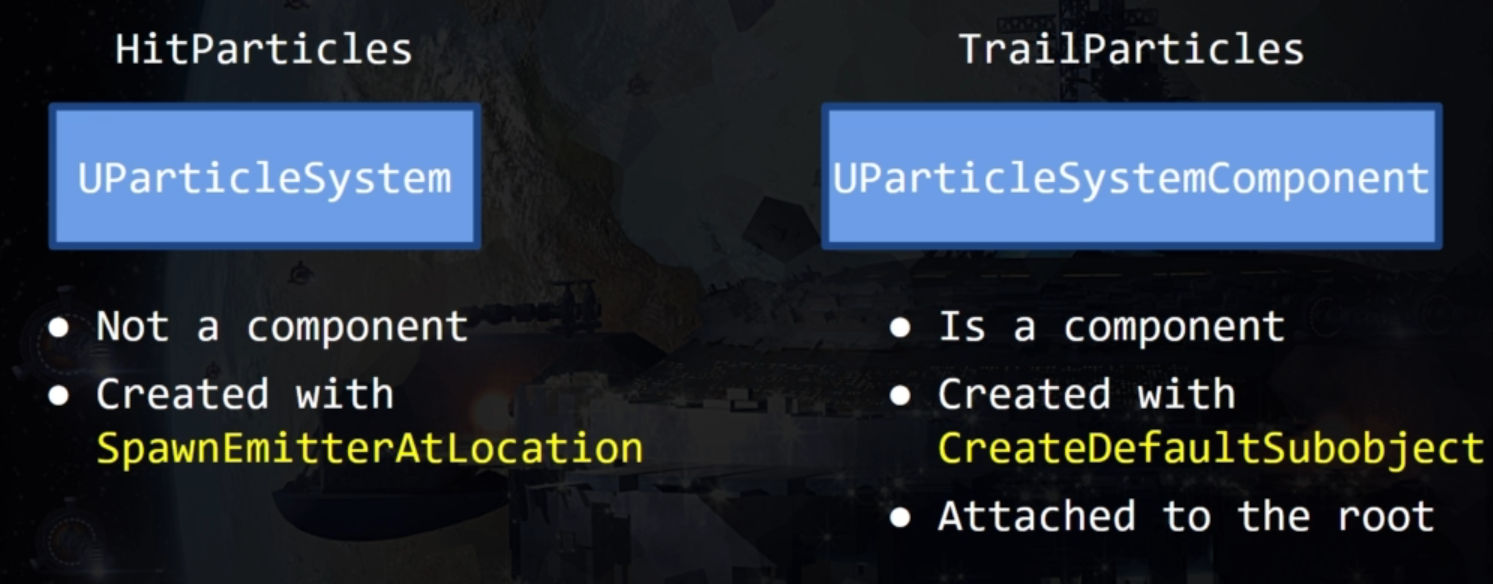 HitParticles
UParticleSystem
● Not a component
● Created with
SpawnEmitterAtLocation
TrailParticles
UParticleSystemComponent
● Is a component
● Created with
CreateDefaultSubobject
● Attached to the root